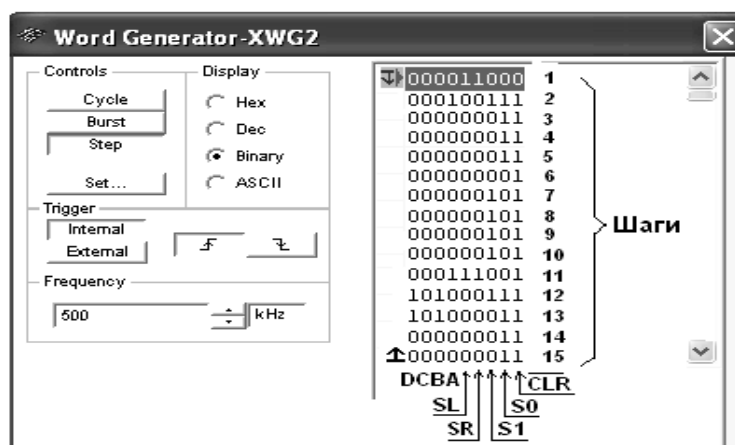 Word Generator-XWG2
Controls
Cycle
Burst
Step
Set...
Display
Hex
Dec
Binary
ASCII
Trigger
Internal
External
Frequency
500
kHz
000011000 1
000100111 2
000000011 3
000000011 4
000000011 5
000000001 6
000000101 7
000000101 8
000000101 9
000000101 10
000111001 11
101000111 12
101000011 13
000000011 14
000000011 15
Шаги
DCBA
CLR
SL
S0
SR
S1